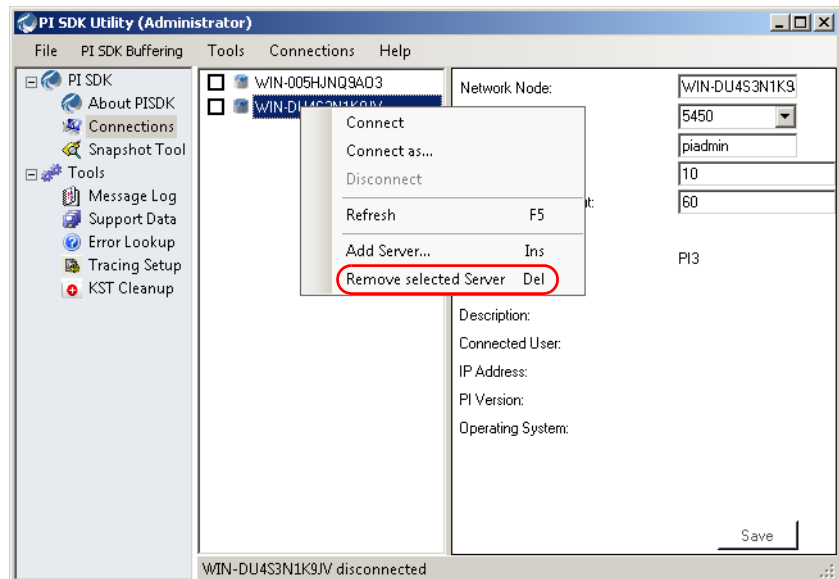 PI SDK Utility (Administrator)
File PI SDK Buffering Tools Connections Help
PI SDK
About PISDK
Connections
Snapshot Tool
Tools
Message Log
Support Data
Error Lookup
Tracing Setup
KST Cleanup
WIN-005HJNQ9AO3
WIN-DU4S3N1K9JV
Connect
Connect as...
Disconnect
Refresh F5
Add Server... Ins
Remove selected Server Del
Network Node: WIN-DU4S3N1K9
5450
piadmin
10
60
PI3
Description:
Connected User:
IP Address:
PI Version:
Operating System:
Save
WIN-DU4S3N1K9JV disconnected